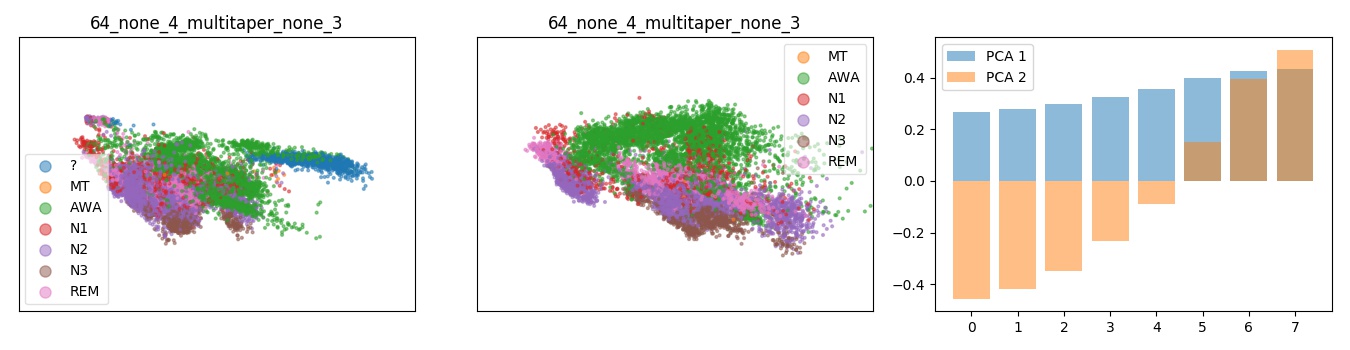 64_none_4_multitaper_none_3
?
MT
AWA
N1
N2
N3
REM
64_none_4_multitaper_none_3
MT
AWA
N1
N2
N3
REM
PCA 1
PCA 2
0.4
0.2
0.0
−0.2
−0.4
0 1 2 3 4 5 6 7